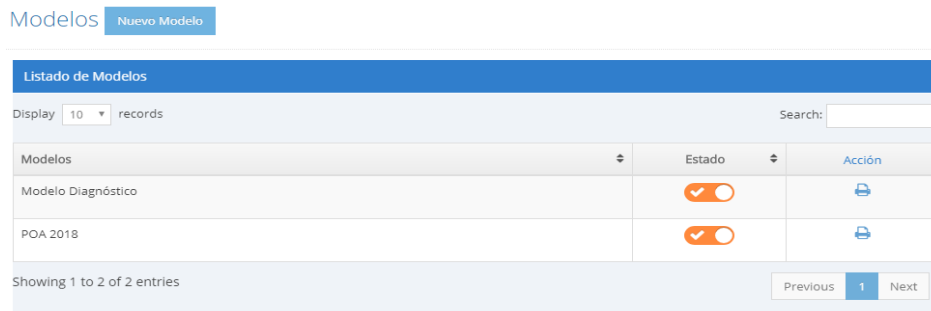 Modelos Nuevo Modelo
Listado de Modelos
Display 10 records Search:
Modelos Estado Acción
Modelo Diagnóstico
POA 2018
Showing 1 to 2 of 2 entries
Previous 1 Next